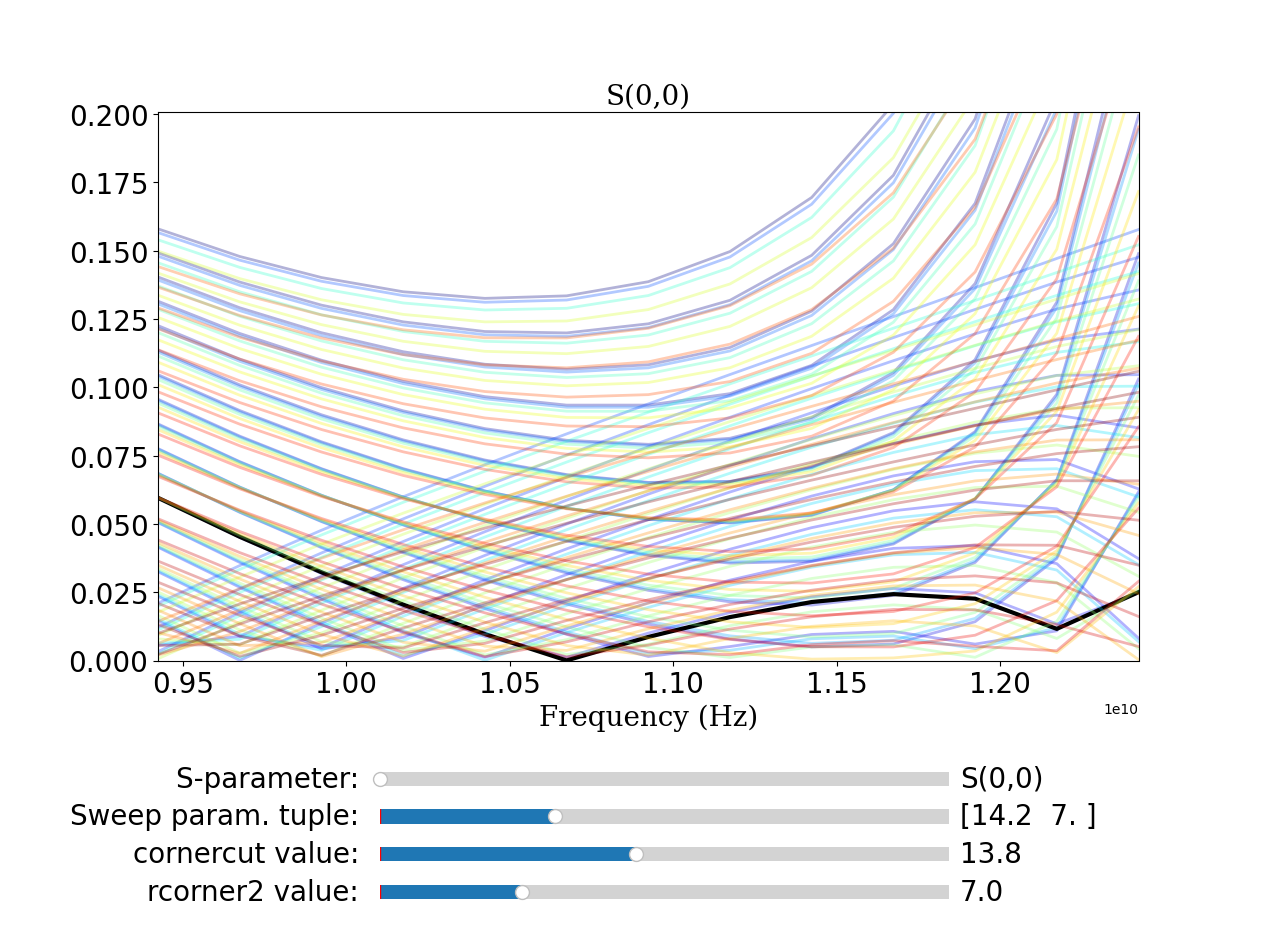 S(0,0)
0.200
0.175
0.150
0.125
0.100
0.075
0.050
0.025
0.000
0.95 1.00 1.05 1.10 1.15 1.20
1e10
Frequency (Hz)
S-parameter: S(0,0)
Sweep param. tuple: [14.2 7. ]
cornercut value: 13.8
rcorner2 value: 7.0